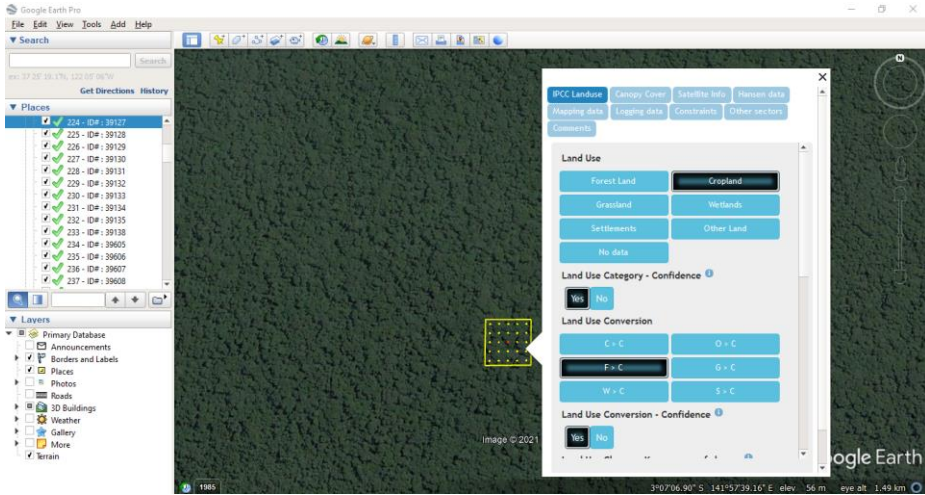 Google Earth Pro
File Edit View Tools Add Help
Search
Search
Get Directions History
Places
224 - ID# : 39127
225 - ID# : 39128
226 - ID# : 39129
227 - ID# : 39130
228 - ID# : 39131
229 - ID# : 39132
230 - ID# : 39133
231 - ID# : 39134
232 - ID# : 39135
233 - ID# : 39138
234 - ID# : 39605
235 - ID# : 39606
236 - ID# : 39607
237 - ID# : 39608
Layers
Primary Database
Announcements
Borders and Labels
Places
Photos
Roads
3D Buildings
Weather
Gallery
More
Terrain
IPCC Landuse Canopy Cover Satellite Info Hansen data
Mapping data Logging data Constraints Other sectors
Comments
Land Use
Forest Land Cropland
Grassland Wetlands
Settlements Other Land
No data
Land Use Category - Confidence
Yes No
Land Use Conversion
C > C O > C
F > C G > C
W > C S > C
Land Use Conversion - Confidence
Yes No
N
Image © 2021
oogle Earth
1985
3°07'06.90" S 141°57'39.16" E elev 56 m eye alt 1.49 km